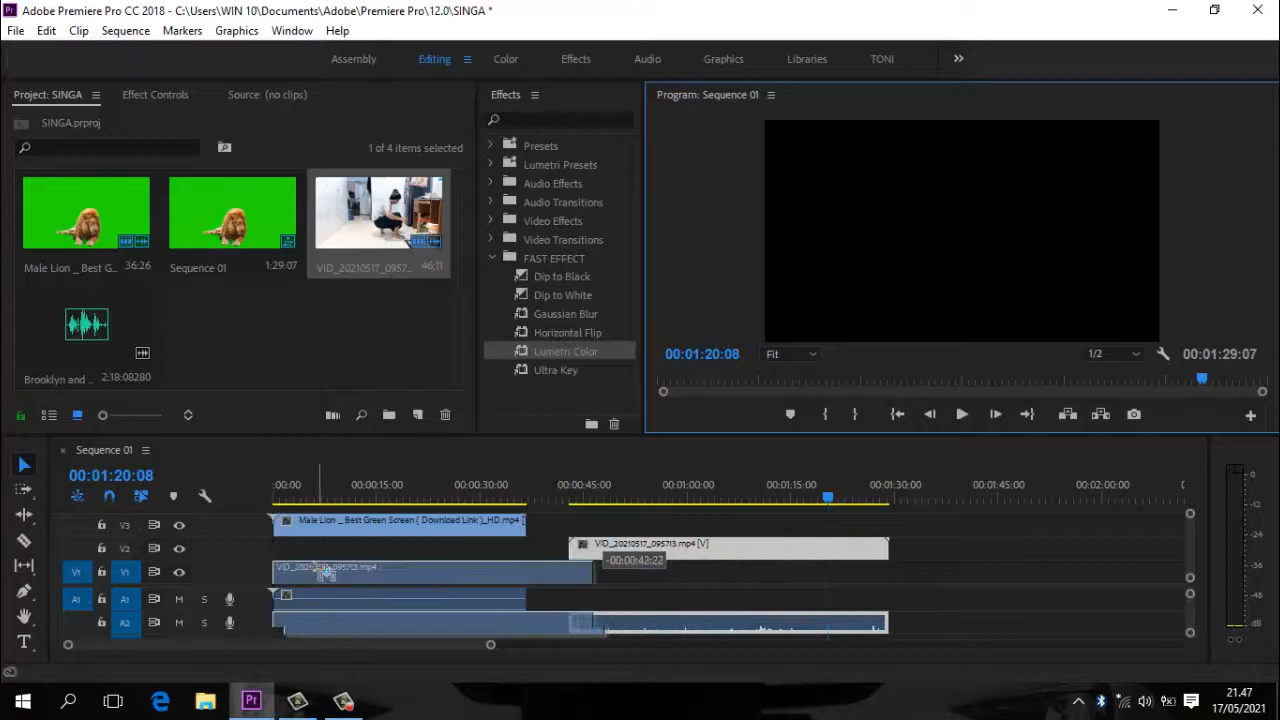 Adobe Premiere Pro CC 2018 - C:\Users\WIN 10\Documents\Adobe\Premiere Pro\12.0\SINGA *
File Edit Clip Sequence Markers Graphics Window Help
Assembly Editing Color Effects Audio Graphics Libraries TONI
Project: SINGA Effect Controls Source: (no clips)
SINGA.prproj
1 of 4 items selected
Male Lion _ Best G... 36:26
Sequence 01 1:29:07
VID_20210517_0957... 46:11
Brooklyn and ... 2:18:08280
Effects
Presets
Lumetri Presets
Audio Effects
Audio Transitions
Video Effects
Video Transitions
FAST EFFECT
Dip to Black
Dip to White
Gaussian Blur
Horizontal Flip
Lumetri Color
Ultra Key
Program: Sequence 01
00:01:20:08 Fit 1/2 00:01:29:07
Sequence 01
00:01:20:08
:00:00 00:00:15:00 00:00:30:00 00:00:45:00 00:01:00:00 00:01:15:00 00:01:30:00 00:01:45:00 00:02:00:00
V3 Male Lion _ Best Green Screen ( Download Link )_HD.mp4 [
V2 VID_20210517_095713.mp4 [V]
-00:00:42:22
V1 V1
A1 A1 M S
A2 M S
0
-12
-24
-36
-48
dB
21.47
17/05/2021